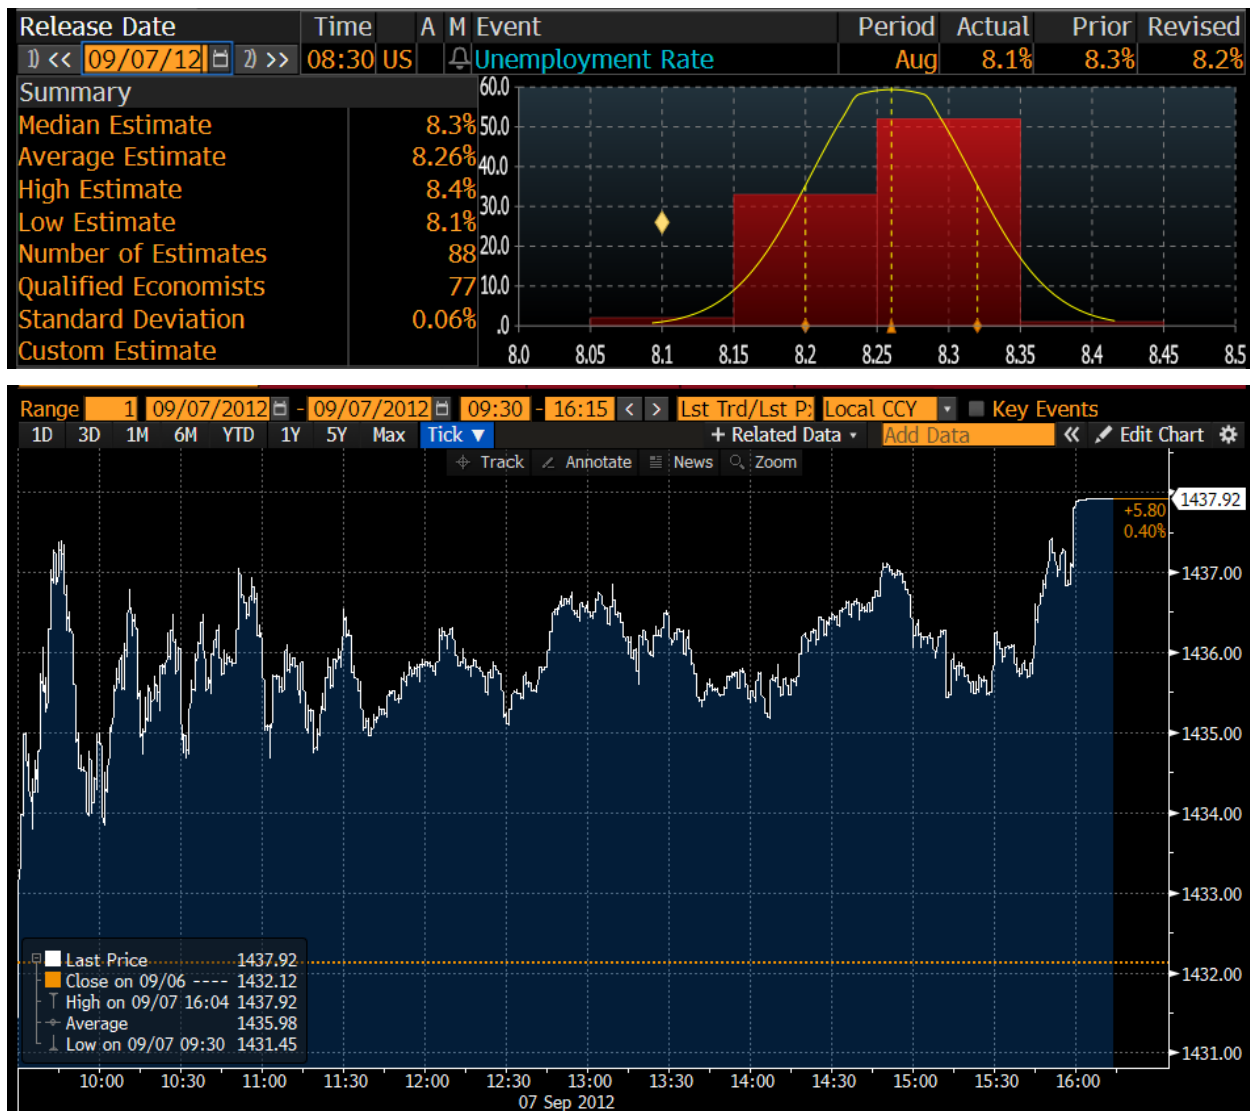 Release Date Time A M Event Period Actual Prior Revised
1) << 09/07/12 2) >> 08:30 US Unemployment Rate Aug 8.1% 8.3% 8.2%
Summary
Median Estimate 8.3%
Average Estimate 8.26%
High Estimate 8.4%
Low Estimate 8.1%
Number of Estimates 88
Qualified Economists 77
Standard Deviation 0.06%
Custom Estimate
60.0
50.0
40.0
30.0
20.0
10.0
.0
8.0 8.05 8.1 8.15 8.2 8.25 8.3 8.35 8.4 8.45 8.5
Range 1 09/07/2012 - 09/07/2012 09:30 - 16:15 < > Lst Trd/Lst Px Local CCY Key Events
1D 3D 1M 6M YTD 1Y 5Y Max Tick ▼ + Related Data Add Data « Edit Chart
Track Annotate News Zoom
1437.92
+5.80
0.40%
1437.00
1436.00
1435.00
1434.00
1433.00
1432.00
1431.00
Last Price 1437.92
Close on 09/06 ---- 1432.12
High on 09/07 16:04 1437.92
Average 1435.98
Low on 09/07 09:30 1431.45
10:00 10:30 11:00 11:30 12:00 12:30 13:00 13:30 14:00 14:30 15:00 15:30 16:00
07 Sep 2012